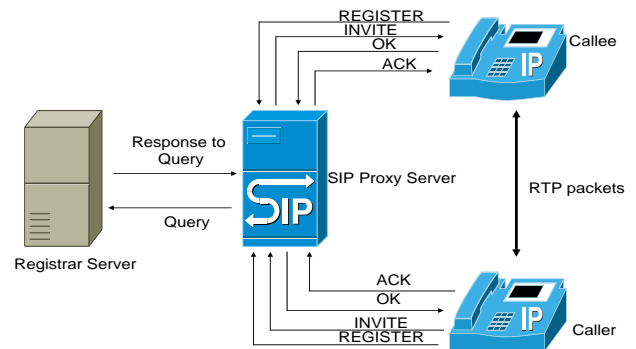 REGISTER
INVITE
OK
ACK
IP
Callee
Response to
Query
SIP Proxy Server
SIP
Query
Registrar Server
RTP packets
ACK
OK
INVITE
REGISTER
IP
Caller